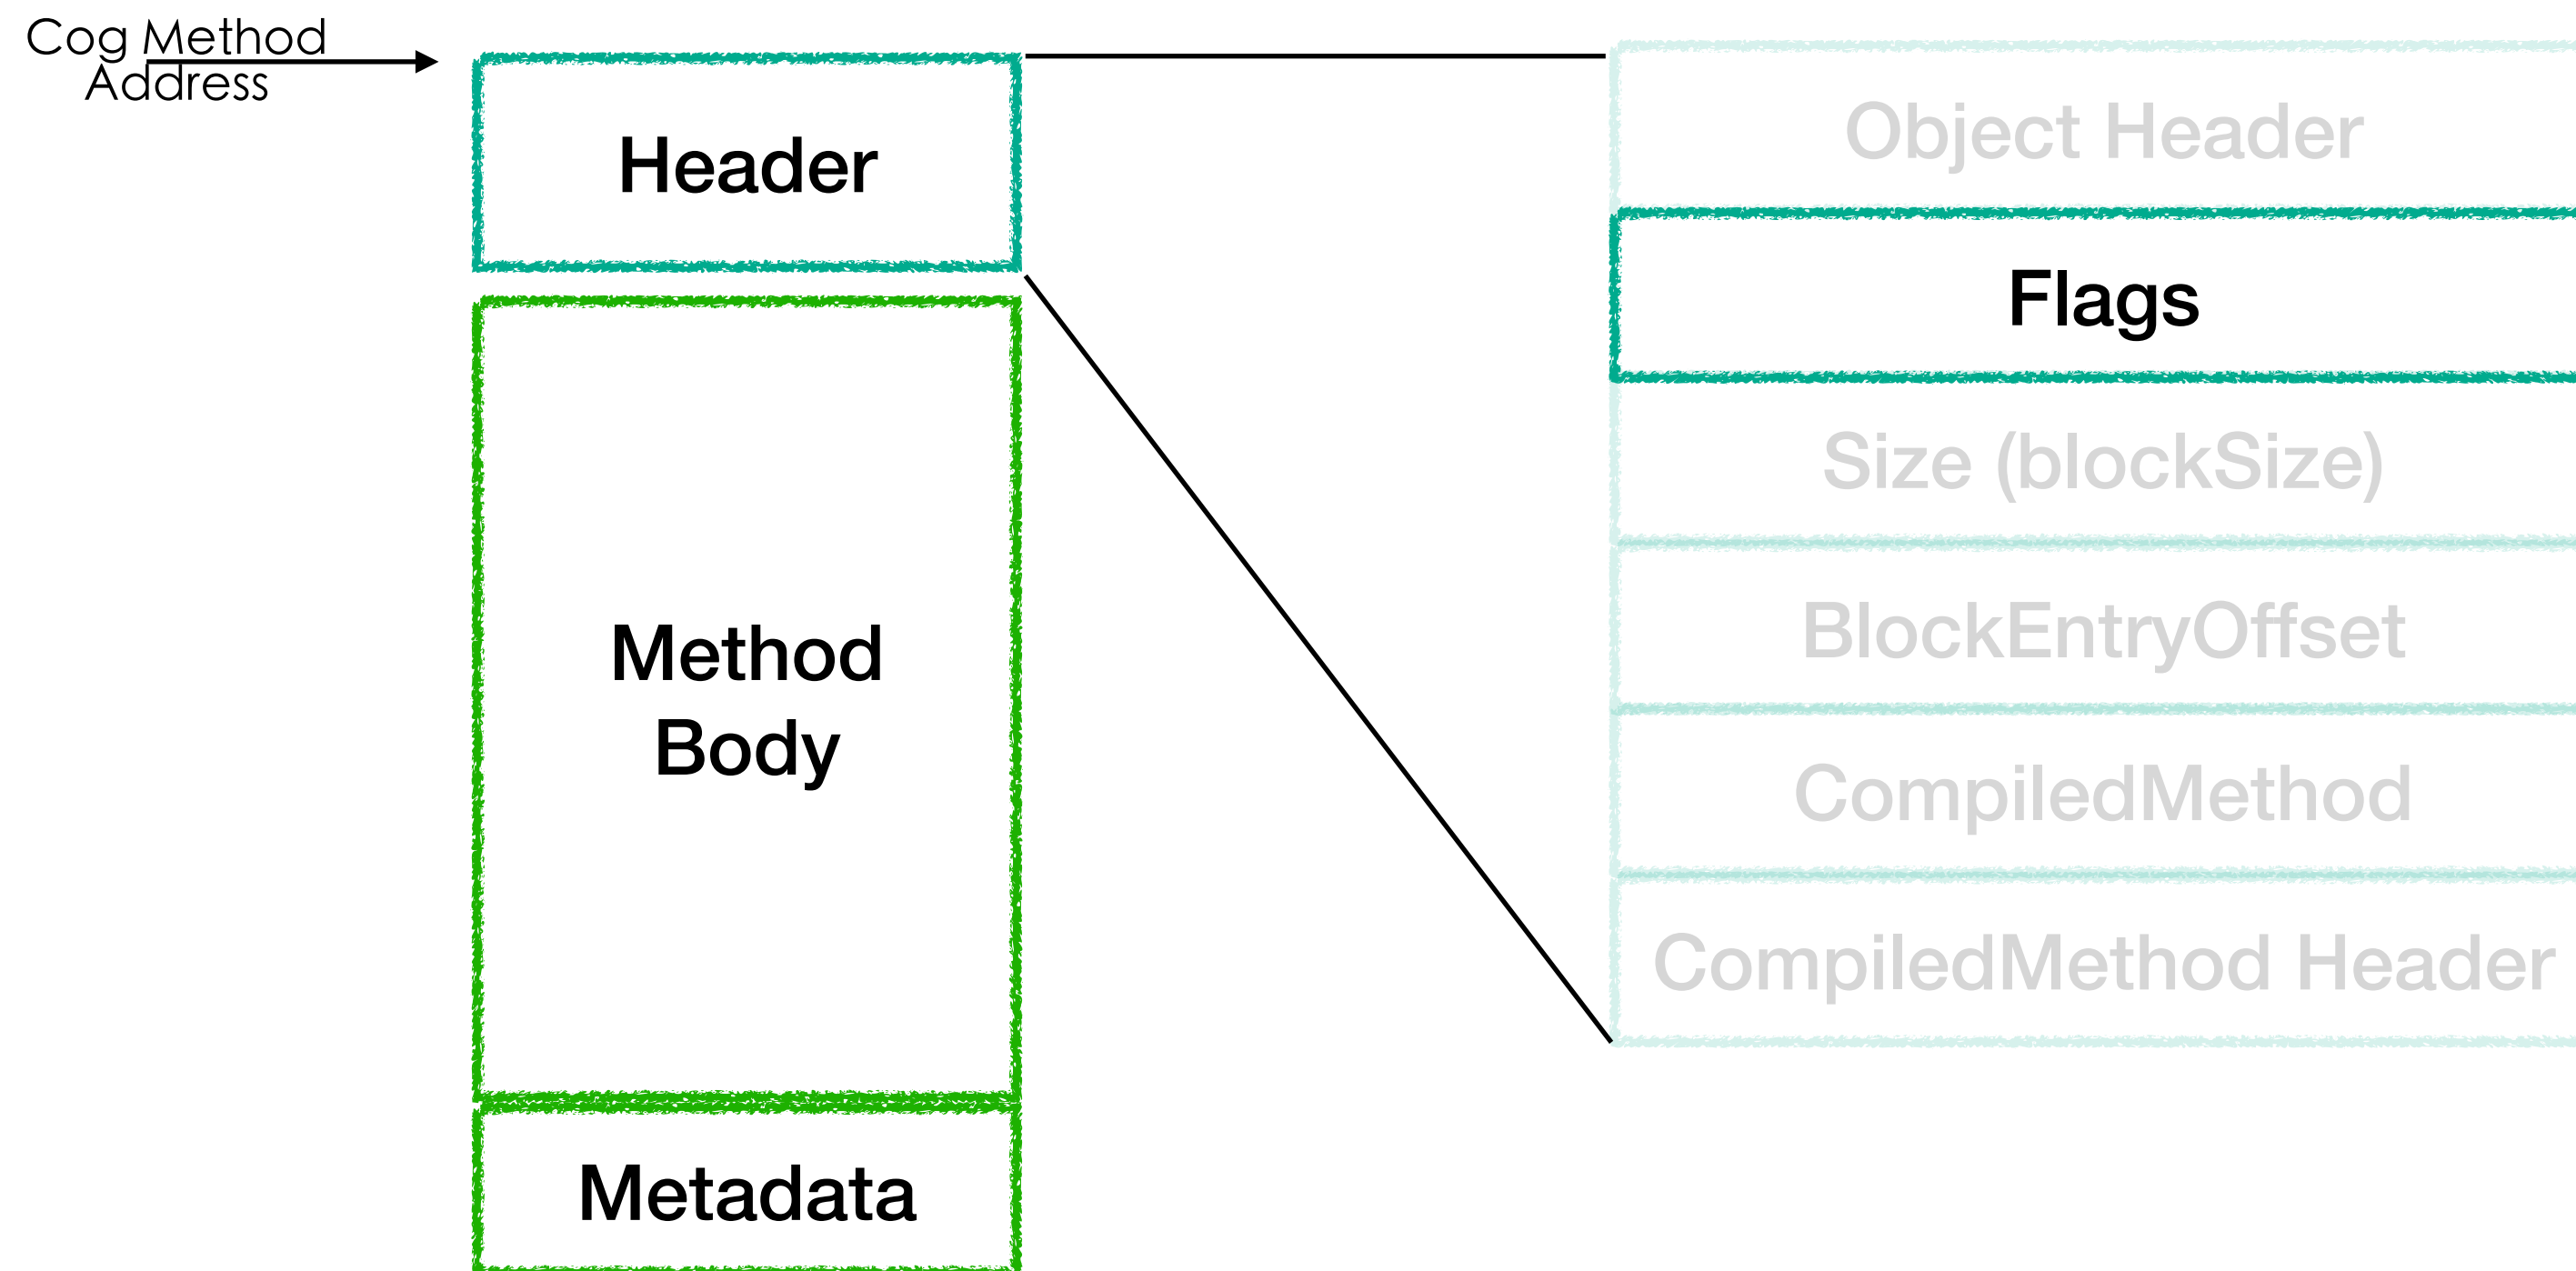 Cog Method
Address
Header
Method
Body
Metadata
Object Header
Flags
Size (blockSize)
BlockEntryOffset
CompiledMethod
CompiledMethod Header